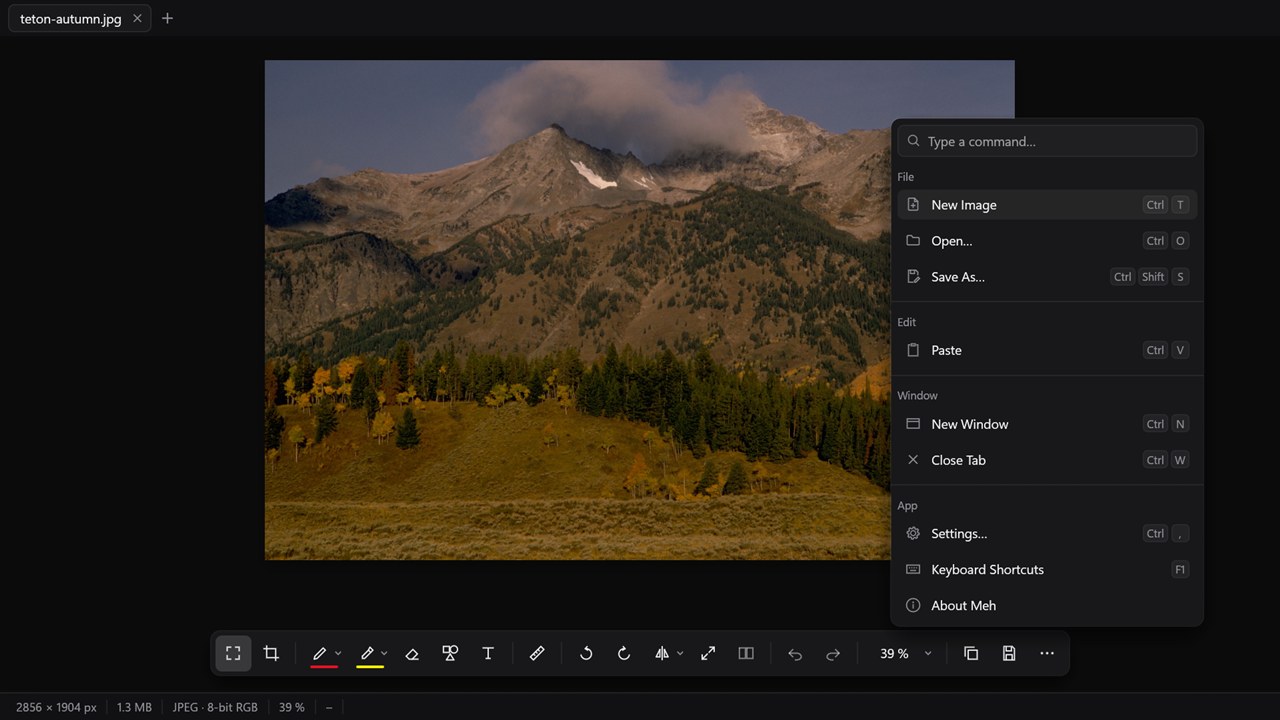 teton-autumn.jpg
Type a command...
File
New Image Ctrl T
Open... Ctrl O
Save As... Ctrl Shift S
Edit
Paste Ctrl V
Window
New Window Ctrl N
Close Tab Ctrl W
App
Settings... Ctrl ,
Keyboard Shortcuts F1
About Meh
T 39 %
2856 × 1904 px 1.3 MB JPEG · 8-bit RGB 39 % –